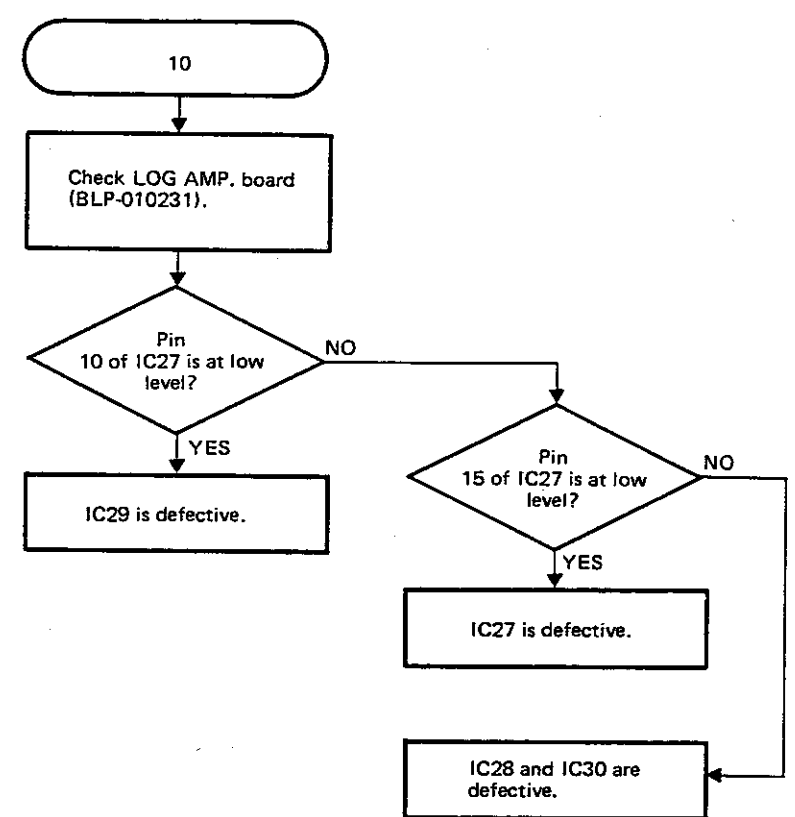 10
Check LOG AMP. board
(BLP-010231).
Pin
10 of IC27 is at low
level?
NO
YES
IC29 is defective.
Pin
15 of IC27 is at low
level?
NO
YES
IC27 is defective.
IC28 and IC30 are
defective.